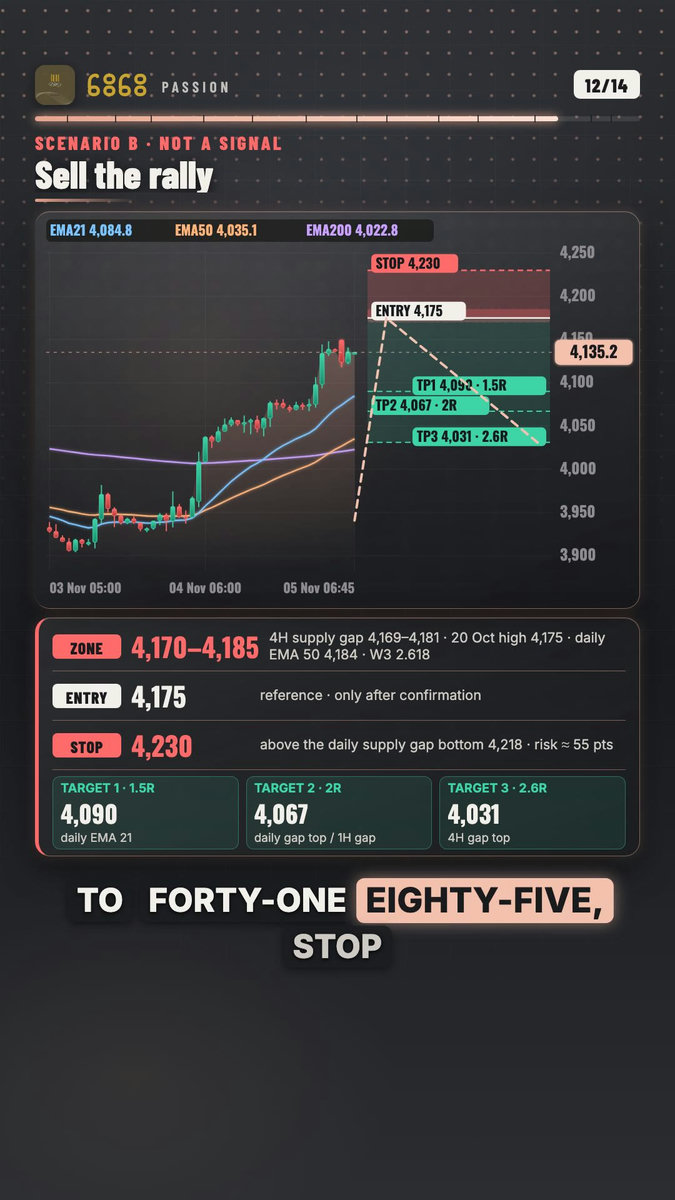 6868 PASSION
12/14
SCENARIO B · NOT A SIGNAL
Sell the rally
EMA21 4,084.8 EMA50 4,035.1 EMA200 4,022.8
4,250
STOP 4,230
4,200
ENTRY 4,175
4,150
4,135.2
4,100
TP1 4,090 · 1.5R
TP2 4,067 · 2R
4,050
TP3 4,031 · 2.6R
4,000
3,950
3,900
03 Nov 05:00 04 Nov 06:00 05 Nov 06:45
ZONE 4,170–4,185 4H supply gap 4,169–4,181 · 20 Oct high 4,175 · daily
EMA 50 4,184 · W3 2.618
ENTRY 4,175 reference · only after confirmation
STOP 4,230 above the daily supply gap bottom 4,218 · risk ≈ 55 pts
TARGET 1 · 1.5R
4,090
daily EMA 21
TARGET 2 · 2R
4,067
daily gap top / 1H gap
TARGET 3 · 2.6R
4,031
4H gap top
TO FORTY-ONE EIGHTY-FIVE,
STOP